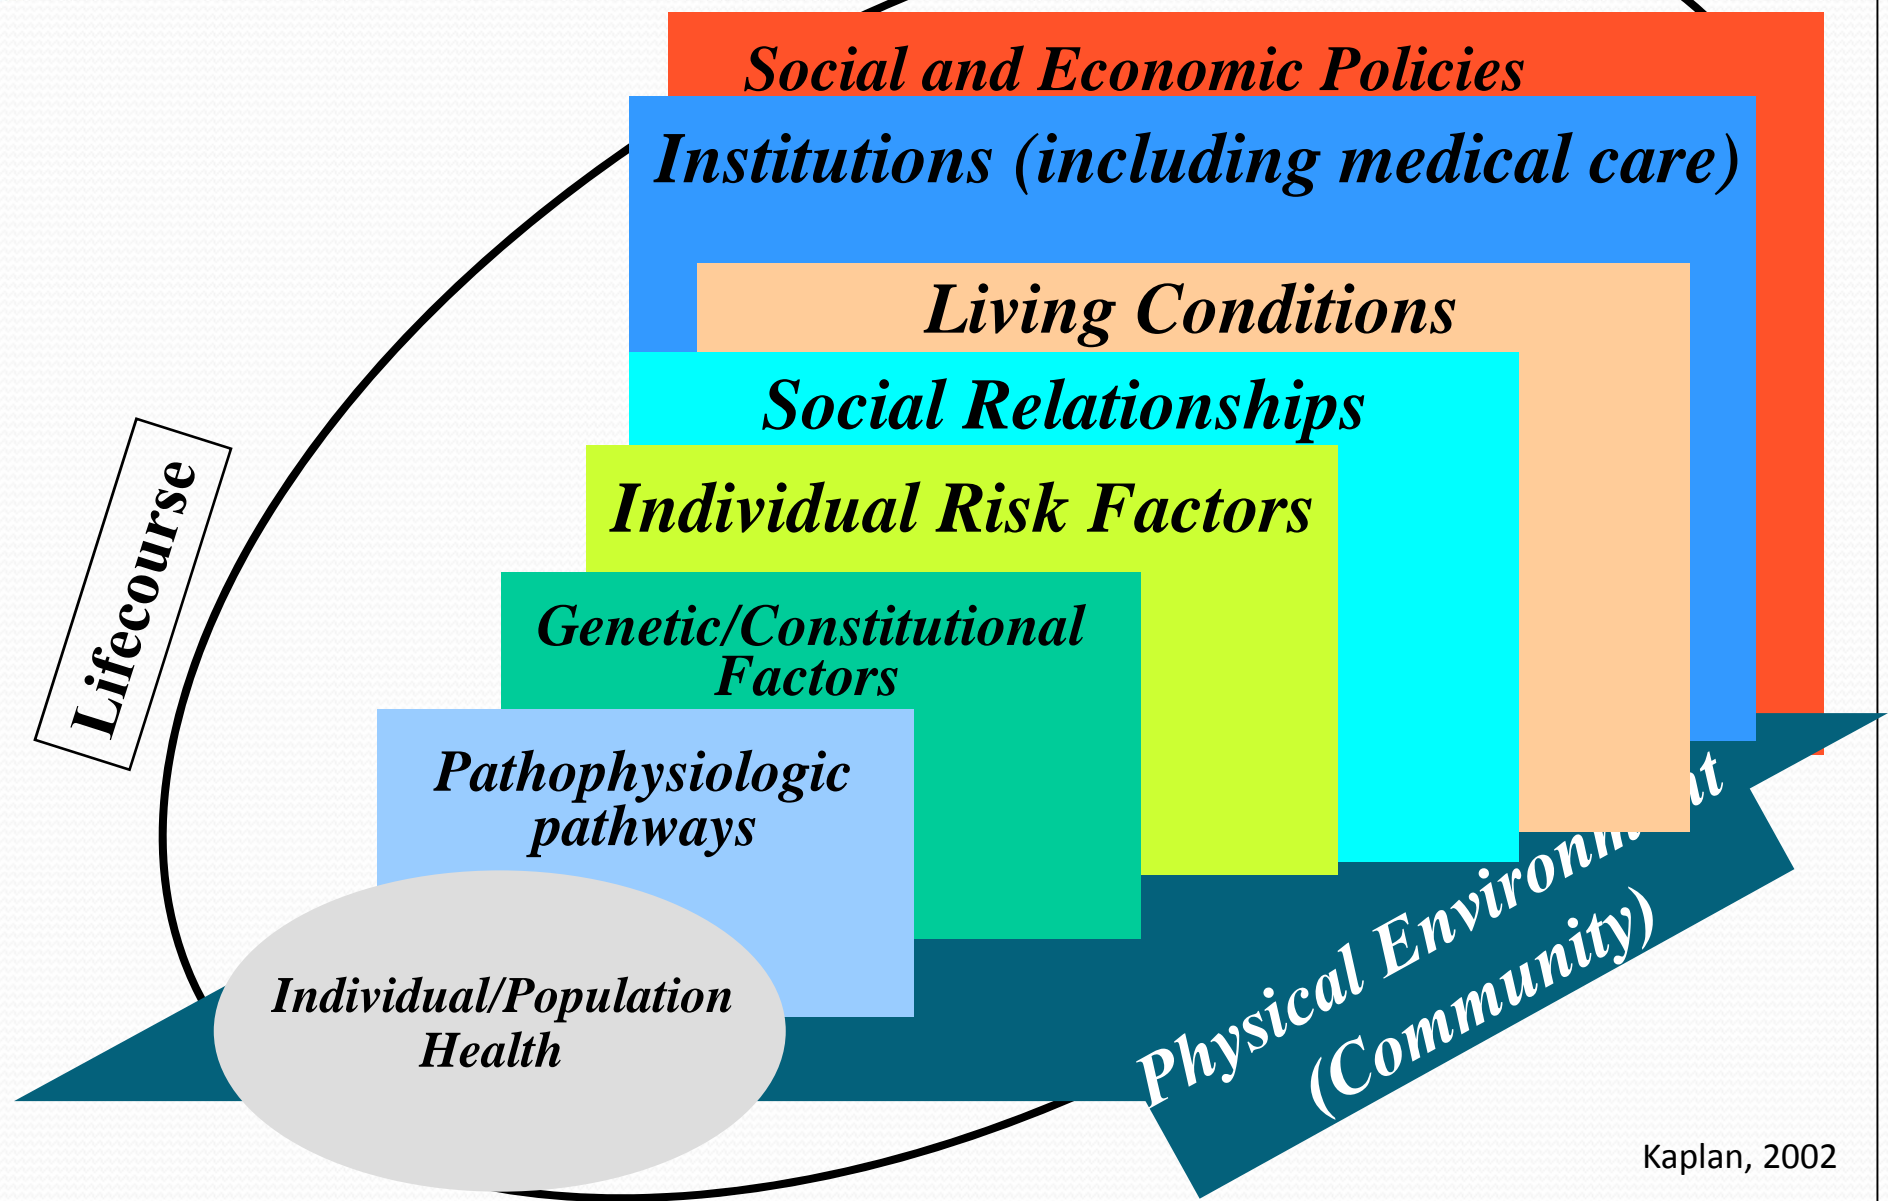 Social and Economic Policies
Institutions (including medical care)
Living Conditions
Social Relationships
Individual Risk Factors
Genetic/Constitutional
Factors
Pathophysiologic
pathways
Individual/Population
Health
Lifecourse
Physical Environment
(Community)
Kaplan, 2002